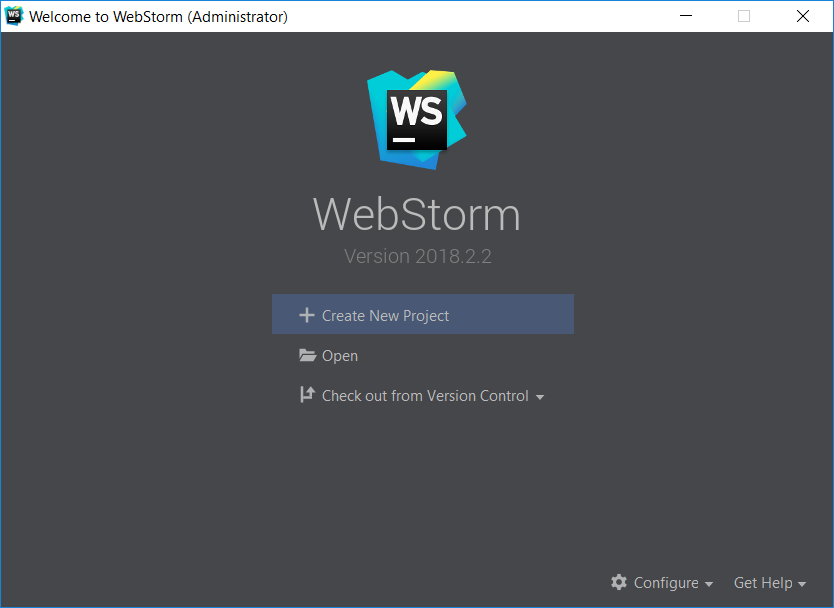 WS
Welcome to WebStorm (Administrator)
WS
WebStorm
Version 2018.2.2
Create New Project
Open
Check out from Version Control
Configure
Get Help